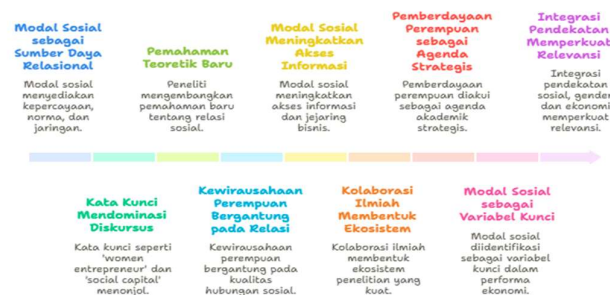 Modal Sosial
sebagai
Sumber Daya
Relasional
Modal sosial
menyediakan
kepercayaan,
norma, dan
jaringan.
Pemahaman
Teoretik Baru
Peneliti
mengembangkan
pemahaman baru
tentang relasi
sosial.
Modal Sosial
Meningkatkan
Akses
Informasi
Modal sosial
meningkatkan
akses informasi
dan jejaring
bisnis.
Pemberdayaan
Perempuan
sebagai
Agenda
Strategis
Pemberdayaan
perempuan diakui
sebagai agenda
akademik
strategis.
Integrasi
Pendekatan
Memperkuat
Relevansi
Integrasi
pendekatan
sosial, gender
dan ekonomi
memperkuat
relevansi.
Kata Kunci
Mendominasi
Diskursus
Kata kunci seperti
'women
entrepreneur' dan
'social capital'
menonjol.
Kewirausahaan
Perempuan
Bergantung
pada Relasi
Kewirausahaan
perempuan
bergantung pada
kualitas
hubungan sosial.
Kolaborasi
Ilmiah
Membentuk
Ekosistem
Kolaborasi ilmiah
membentuk
ekosistem
penelitian yang
kuat.
Modal Sosial
sebagai
Variabel Kunci
Modal sosial
diidentifikasi
sebagai variabel
kunci dalam
performa
ekonomi.